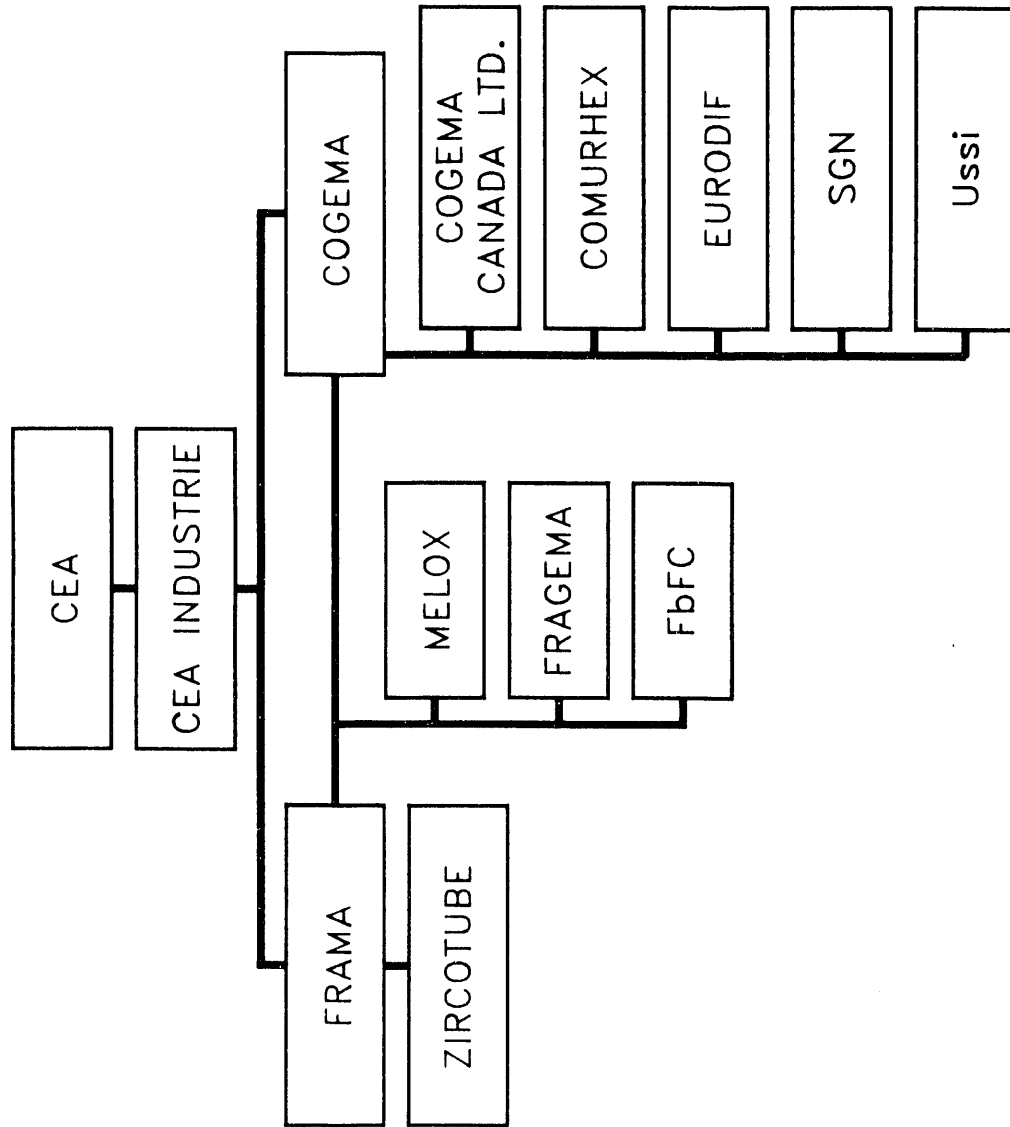 CEA
CEA INDUSTRIE
FRAMA
COGEMA
ZIRCOTUBE
MELOX
FRAGEMA
FbFC
COGEMA
CANADA LTD.
COMURHEX
EURODIF
SGN
Ussi